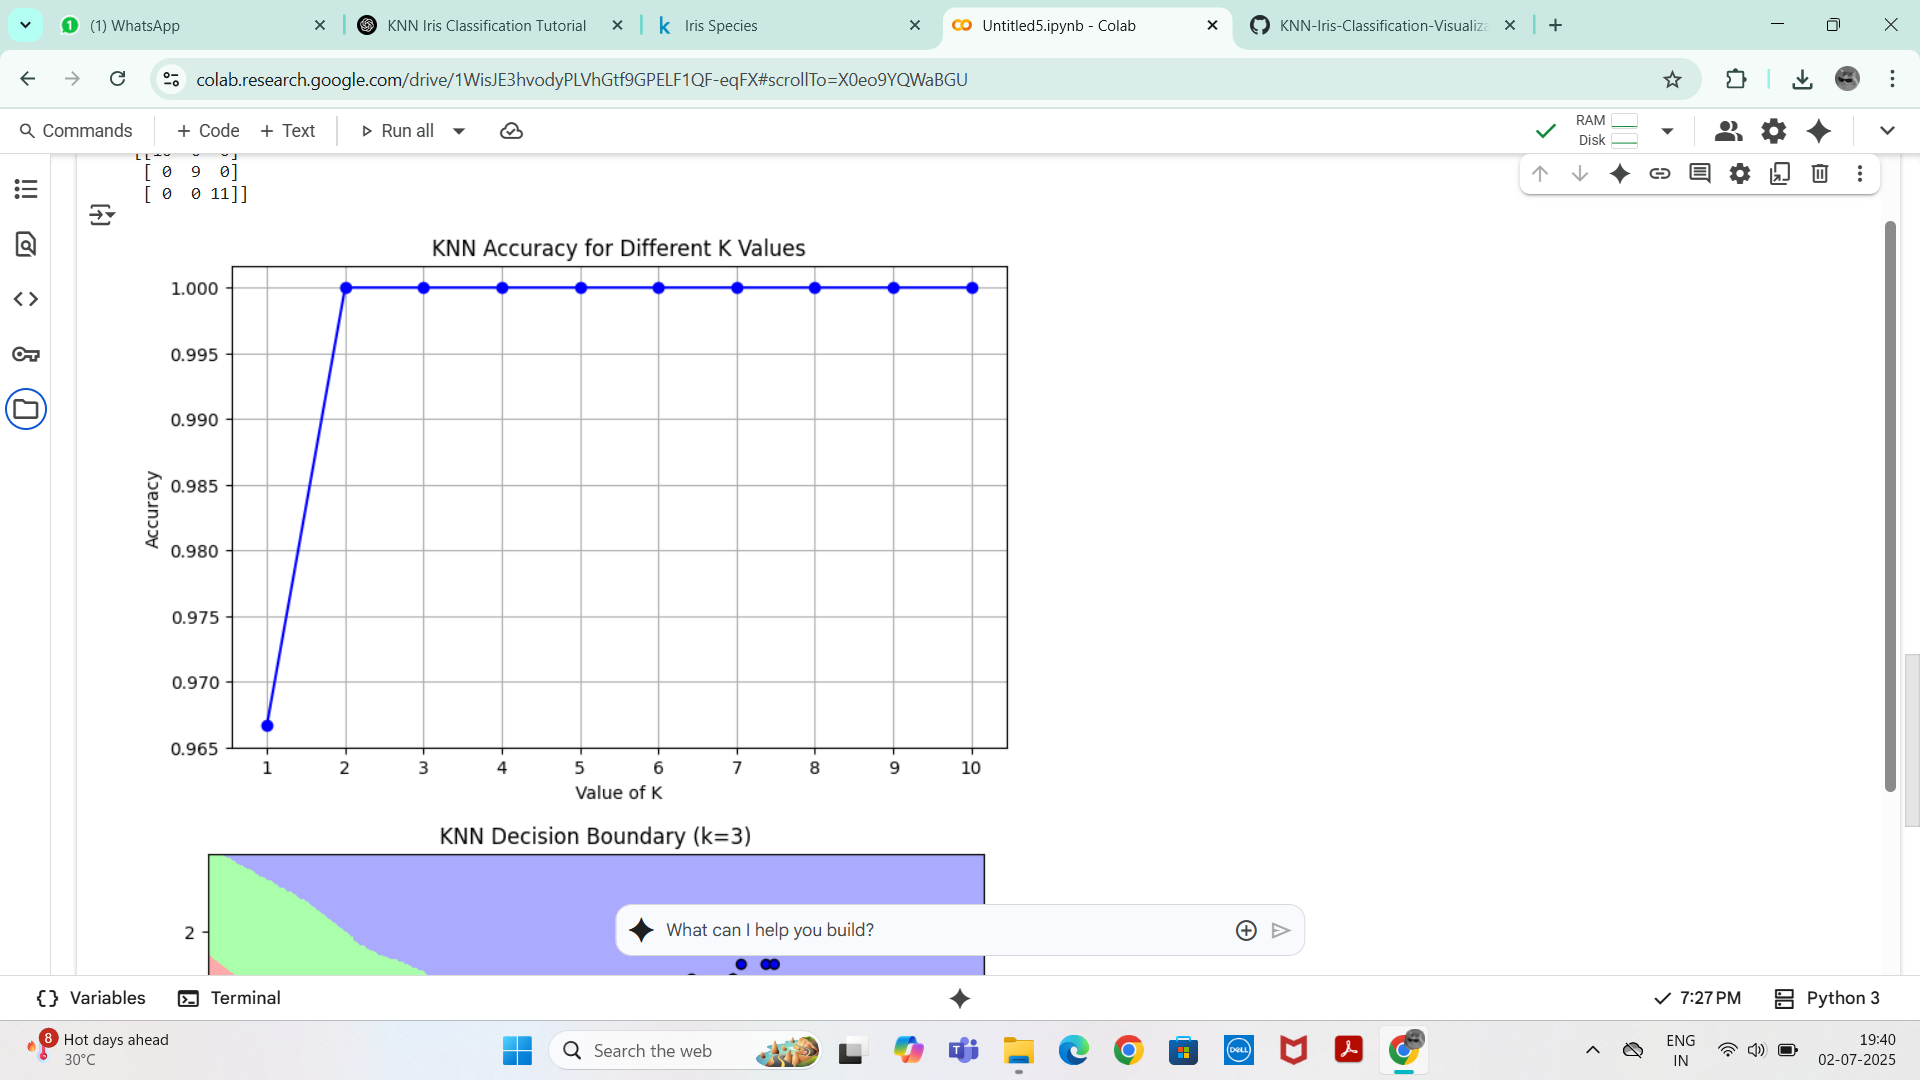 (1) WhatsApp
KNN Iris Classification Tutorial
Iris Species
Untitled5.ipynb - Colab
KNN-Iris-Classification-Visualiz
colab.research.google.com/drive/1WisJE3hvodyPLVhGtf9GPELF1QF-eqFX#scrollTo=X0eo9YQWaBGU
Commands
+ Code + Text
Run all
RAM
Disk
[ 0 9 0]
[ 0 0 11]]
KNN Accuracy for Different K Values
1.000
0.995
0.990
0.985
0.980
0.975
0.970
0.965
Accuracy
1 2 3 4 5 6 7 8 9 10
Value of K
KNN Decision Boundary (k=3)
2
What can I help you build?
Variables
Terminal
7:27 PM
Python 3
8
Hot days ahead
30°C
Search the web
DELL
ENG
IN
19:40
02-07-2025